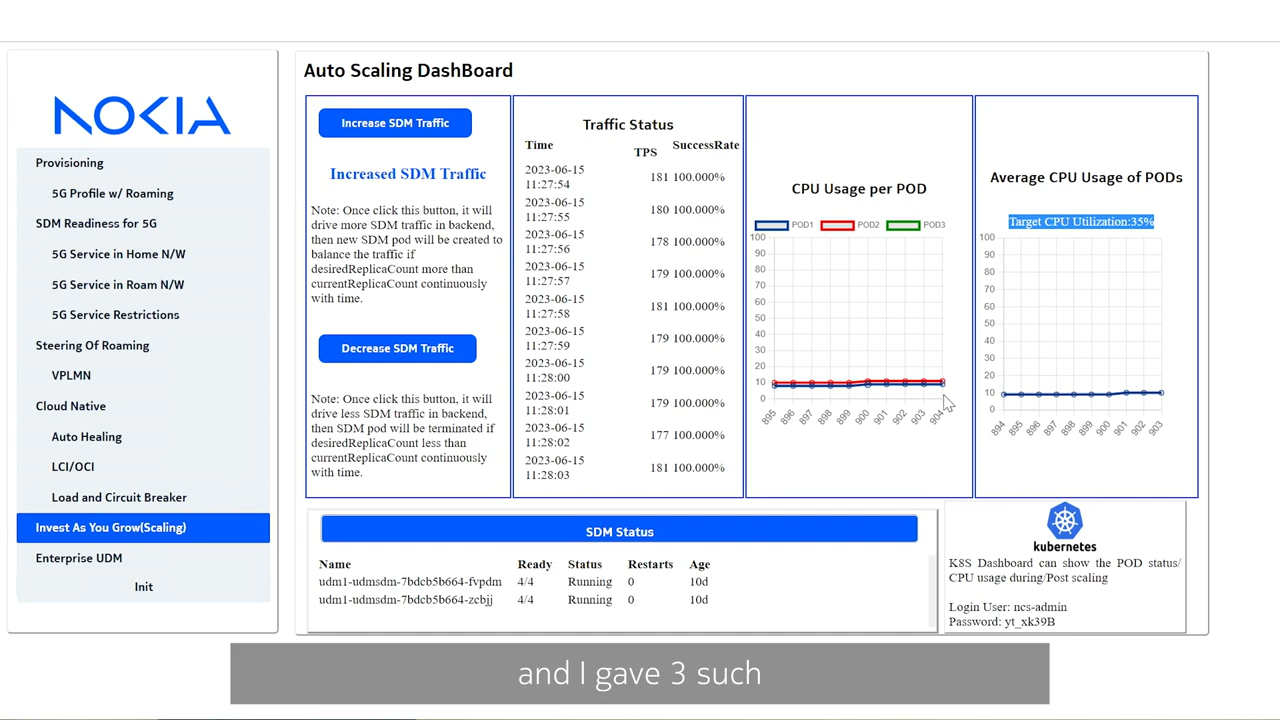 NOKIA
Provisioning
5G Profile w/ Roaming
SDM Readiness for 5G
5G Service in Home N/W
5G Service in Roam N/W
5G Service Restrictions
Steering Of Roaming
VPLMN
Cloud Native
Auto Healing
LCI/OCI
Load and Circuit Breaker
Invest As You Grow(Scaling)
Enterprise UDM
Init
Auto Scaling DashBoard
Increase SDM Traffic
Increased SDM Traffic
Note: Once click this button, it will
drive more SDM traffic in backend,
then new SDM pod will be created to
balance the traffic if
desiredReplicaCount more than
currentReplicaCount continuously
with time.
Decrease SDM Traffic
Note: Once click this button, it will
drive less SDM traffic in backend,
then SDM pod will be terminated if
desiredReplicaCount less than
currentReplicaCount continuously
with time.
Traffic Status
Time TPS SuccessRate
2023-06-15
11:27:54 181 100.000%
2023-06-15
11:27:55 180 100.000%
2023-06-15
11:27:56 178 100.000%
2023-06-15
11:27:57 179 100.000%
2023-06-15
11:27:58 181 100.000%
2023-06-15
11:27:59 179 100.000%
2023-06-15
11:28:00 179 100.000%
2023-06-15
11:28:01 179 100.000%
2023-06-15
11:28:02 177 100.000%
2023-06-15
11:28:03 181 100.000%
CPU Usage per POD
POD1 POD2 POD3
100
90
80
70
60
50
40
30
20
10
0
895 896 897 898 899 900 901 902 903 904
Average CPU Usage of PODs
Target CPU Utilization:35%
100
90
80
70
60
50
40
30
20
10
0
894 895 896 897 898 899 900 901 902 903
SDM Status
Name Ready Status Restarts Age
udm1-udmsdm-7bdcb5b664-fvpdm 4/4 Running 0 10d
udm1-udmsdm-7bdcb5b664-zcbjj 4/4 Running 0 10d
kubernetes
K8S Dashboard can show the POD status/
CPU usage during/Post scaling
Login User: ncs-admin
Password: yt_xk39B
and I gave 3 such